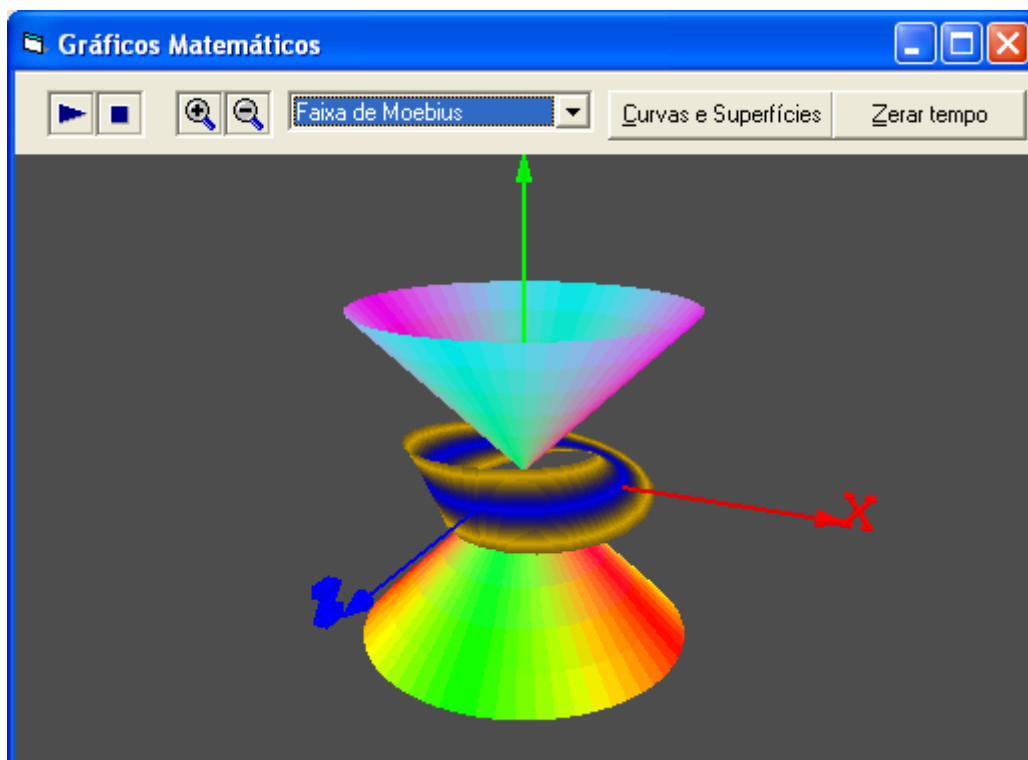 Gráficos Matemáticos
Faixa de Moebius
Curvas e Superfícies
Zerar tempo
X
Z